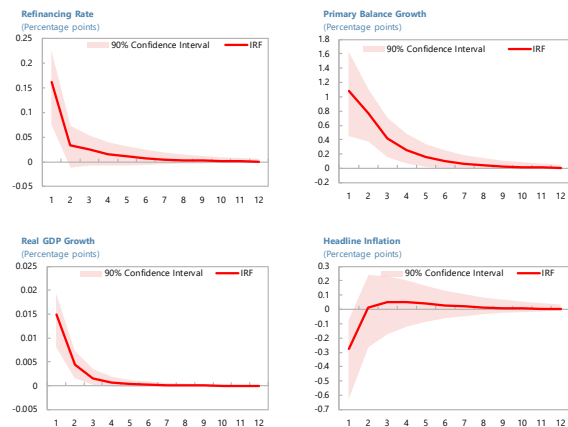 Refinancing Rate
(Percentage points)
0.25
0.2
0.15
0.1
0.05
0
-0.05
90% Confidence Interval IRF
1 2 3 4 5 6 7 8 9 10 11 12
Primary Balance Growth
(Percentage points)
1.8
1.6
1.4
1.2
1
0.8
0.6
0.4
0.2
0
-0.2
90% Confidence Interval IRF
1 2 3 4 5 6 7 8 9 10 11 12
Real GDP Growth
(Percentage points)
0.025
0.02
0.015
0.01
0.005
0
-0.005
90% Confidence Interval IRF
1 2 3 4 5 6 7 8 9 10 11 12
Headline Inflation
(Percentage points)
0.3
0.2
0.1
0
-0.1
-0.2
-0.3
-0.4
-0.5
-0.6
-0.7
90% Confidence Interval IRF
1 2 3 4 5 6 7 8 9 10 11 12